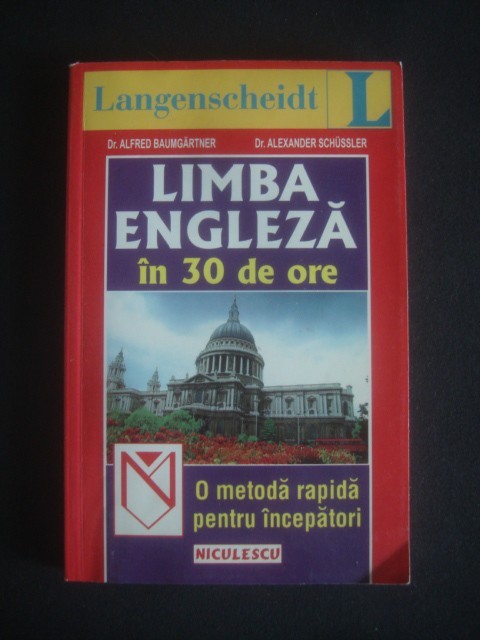 Langenscheidt L
Dr. ALFRED BAUMGÄRTNER Dr. ALEXANDER SCHÜSSLER
LIMBA
ENGLEZĂ
în 30 de ore
O metodă rapidă
pentru începători
NICULESCU